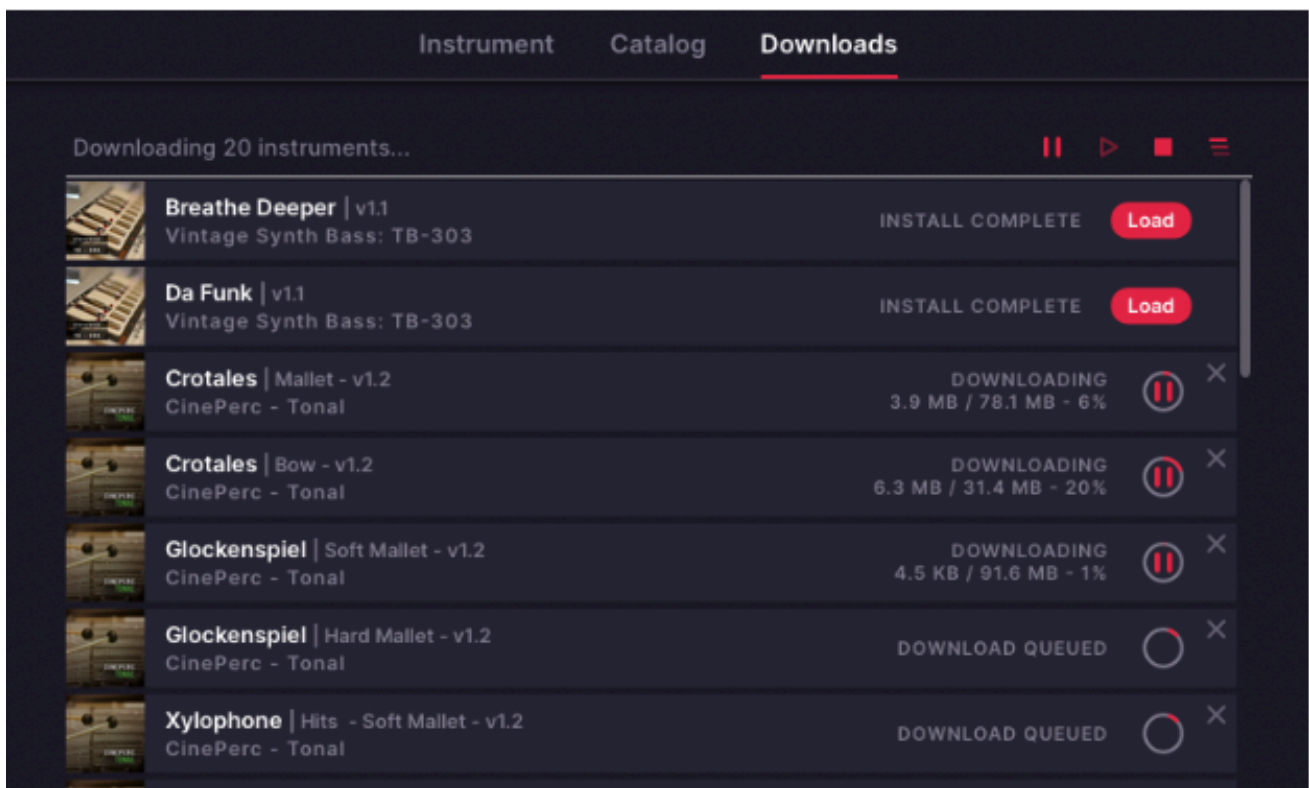 Instrument Catalog Downloads
Downloading 20 instruments...
Breathe Deeper | v1.1
INSTALL COMPLETE Load
Vintage Synth Bass: TB-303
Da Funk | v1.1
INSTALL COMPLETE Load
Vintage Synth Bass: TB-303
Crotales | Mallet - v1.2
DOWNLOADING
CinePerc - Tonal
3.9 MB / 78.1 MB - 6%
Crotales | Bow - v1.2
DOWNLOADING
CinePerc - Tonal
6.3 MB / 31.4 MB - 20%
Glockenspiel | Soft Mallet - v1.2
DOWNLOADING
CinePerc - Tonal
4.5 KB / 91.6 MB - 1%
Glockenspiel | Hard Mallet - v1.2
CinePerc - Tonal
DOWNLOAD QUEUED
Xylophone | Hits - Soft Mallet - v1.2
CinePerc - Tonal
DOWNLOAD QUEUED